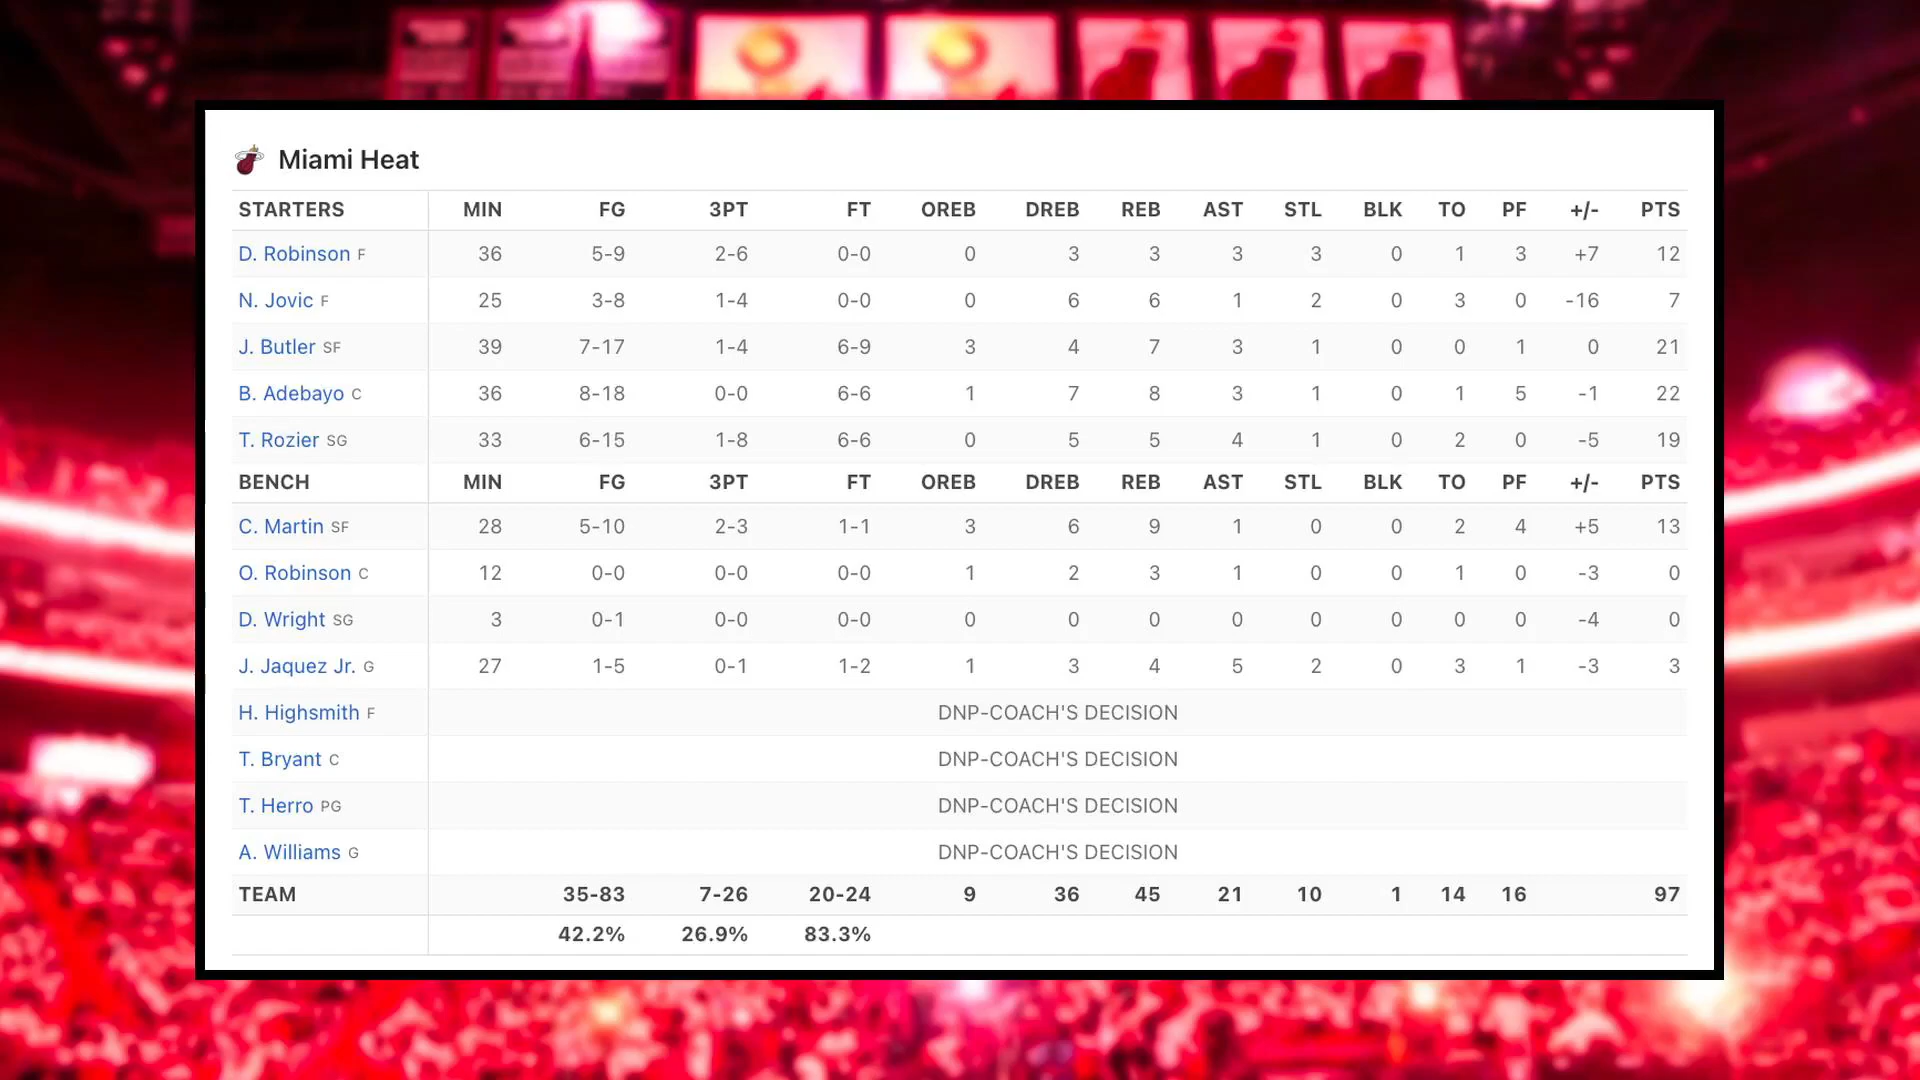 Miami Heat
STARTERS MIN FG 3PT FT OREB DREB REB AST STL BLK TO PF +/- PTS
D. Robinson F 36 5-9 2-6 0-0 0 3 3 3 3 0 1 3 +7 12
N. Jovic F 25 3-8 1-4 0-0 0 6 6 1 2 0 3 0 -16 7
J. Butler SF 39 7-17 1-4 6-9 3 4 7 3 1 0 0 1 0 21
B. Adebayo C 36 8-18 0-0 6-6 1 7 8 3 1 0 1 5 -1 22
T. Rozier SG 33 6-15 1-8 6-6 0 5 5 4 1 0 2 0 -5 19
BENCH MIN FG 3PT FT OREB DREB REB AST STL BLK TO PF +/- PTS
C. Martin SF 28 5-10 2-3 1-1 3 6 9 1 0 0 2 4 +5 13
O. Robinson C 12 0-0 0-0 0-0 1 2 3 1 0 0 1 0 -3 0
D. Wright SG 3 0-1 0-0 0-0 0 0 0 0 0 0 0 0 -4 0
J. Jaquez Jr. G 27 1-5 0-1 1-2 1 3 4 5 2 0 3 1 -3 3
H. Highsmith F DNP-COACH'S DECISION
T. Bryant C DNP-COACH'S DECISION
T. Herro PG DNP-COACH'S DECISION
A. Williams G DNP-COACH'S DECISION
TEAM 35-83 7-26 20-24 9 36 45 21 10 1 14 16 97
42.2% 26.9% 83.3%